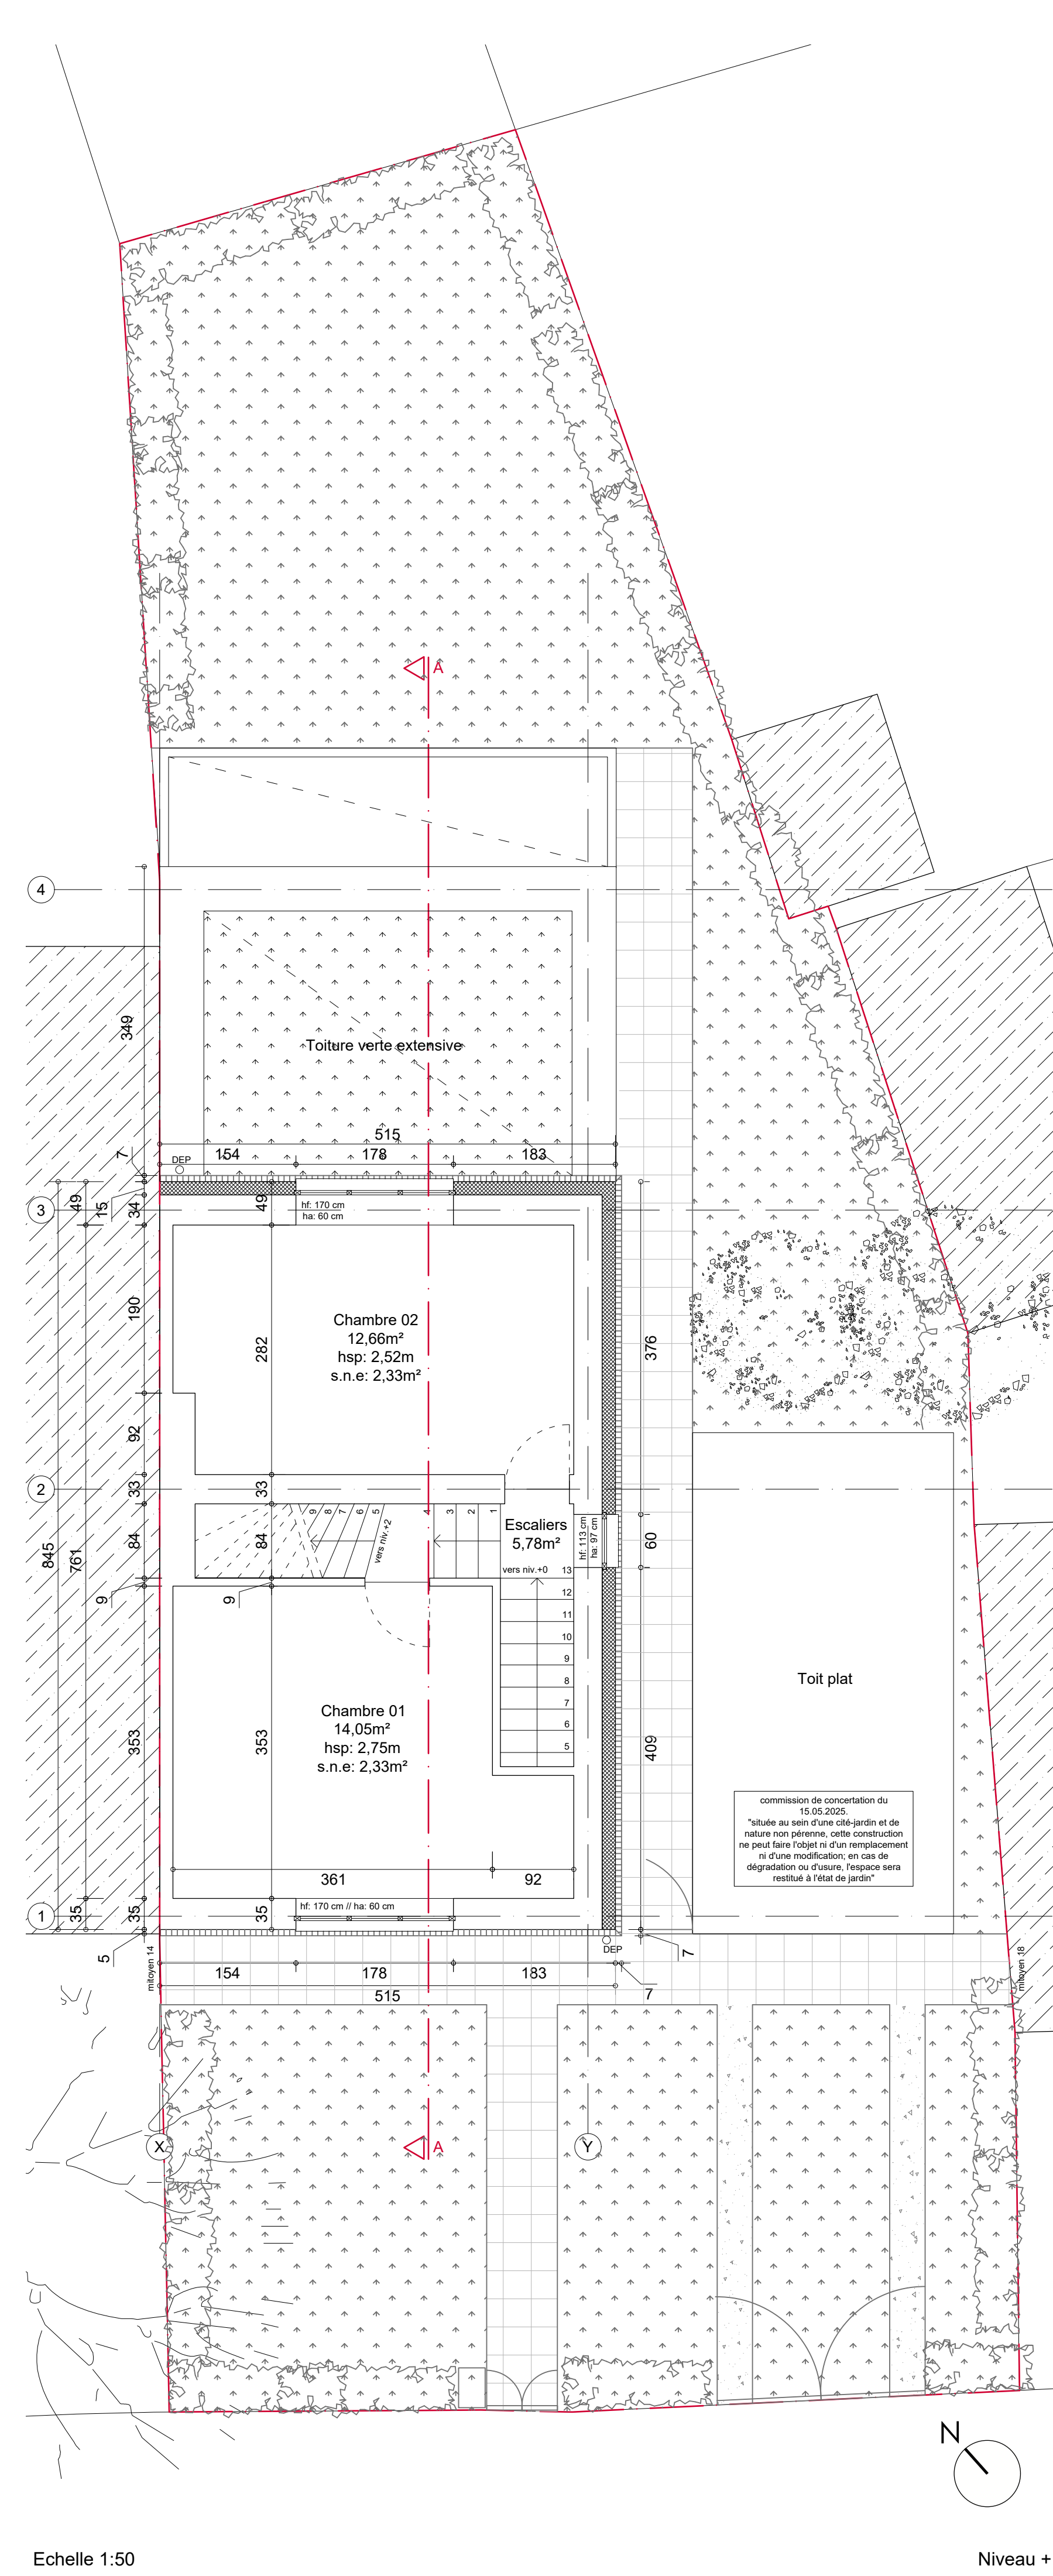 A
4
349
Toiture verte extensive
515
7
DEP
154
178
183
49
15
34
49
3
hf: 170 cm
ha: 60 cm
190
282
Chambre 02
12,66m²
hsp: 2,52m
s.n.e: 2,33m²
376
92
33
33
2
9
8
7
6
5
4
3
2
1
Escaliers
5,78m²
hf: 113 cm
ha: 97 cm
60
845
761
84
84
vers niv.+2
vers niv.+0
13
12
11
10
9
8
7
6
5
9
9
353
353
Chambre 01
14,05m²
hsp: 2,75m
s.n.e: 2,33m²
409
Toit plat
commission de concertation du
15.05.2025.
"située au sein d'une cité-jardin et de
nature non pérenne, cette construction
ne peut faire l'objet ni d'un remplacement
ni d'une modification; en cas de
dégradation ou d'usure, l'espace sera
restitué à l'état de jardin"
361
92
hf: 170 cm // ha: 60 cm
1
35
35
35
5
mitoyen 14
DEP
7
mitoyen 18
154
178
183
7
515
X
A
Y
N
Echelle 1:50
Niveau +